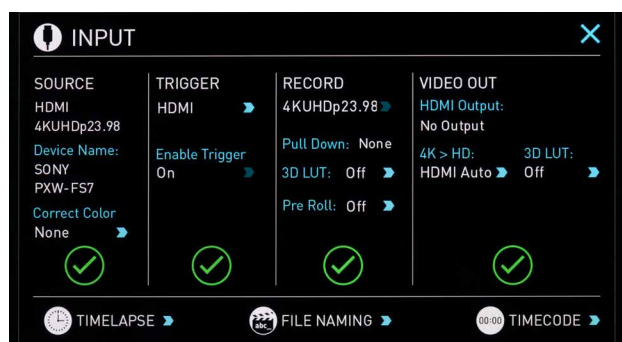 INPUT
SOURCE
HDMI
4KUHDp23.98
Device Name:
SONY
PXW-FS7
Correct Color
None
TRIGGER
HDMI
Enable Trigger
On
RECORD
4KUHDp23.98
Pull Down: None
3D LUT: Off
Pre Roll: Off
VIDEO OUT
HDMI Output:
No Output
4K > HD: 3D LUT:
HDMI Auto Off
TIMELAPSE
abc_ FILE NAMING
00:00 TIMECODE